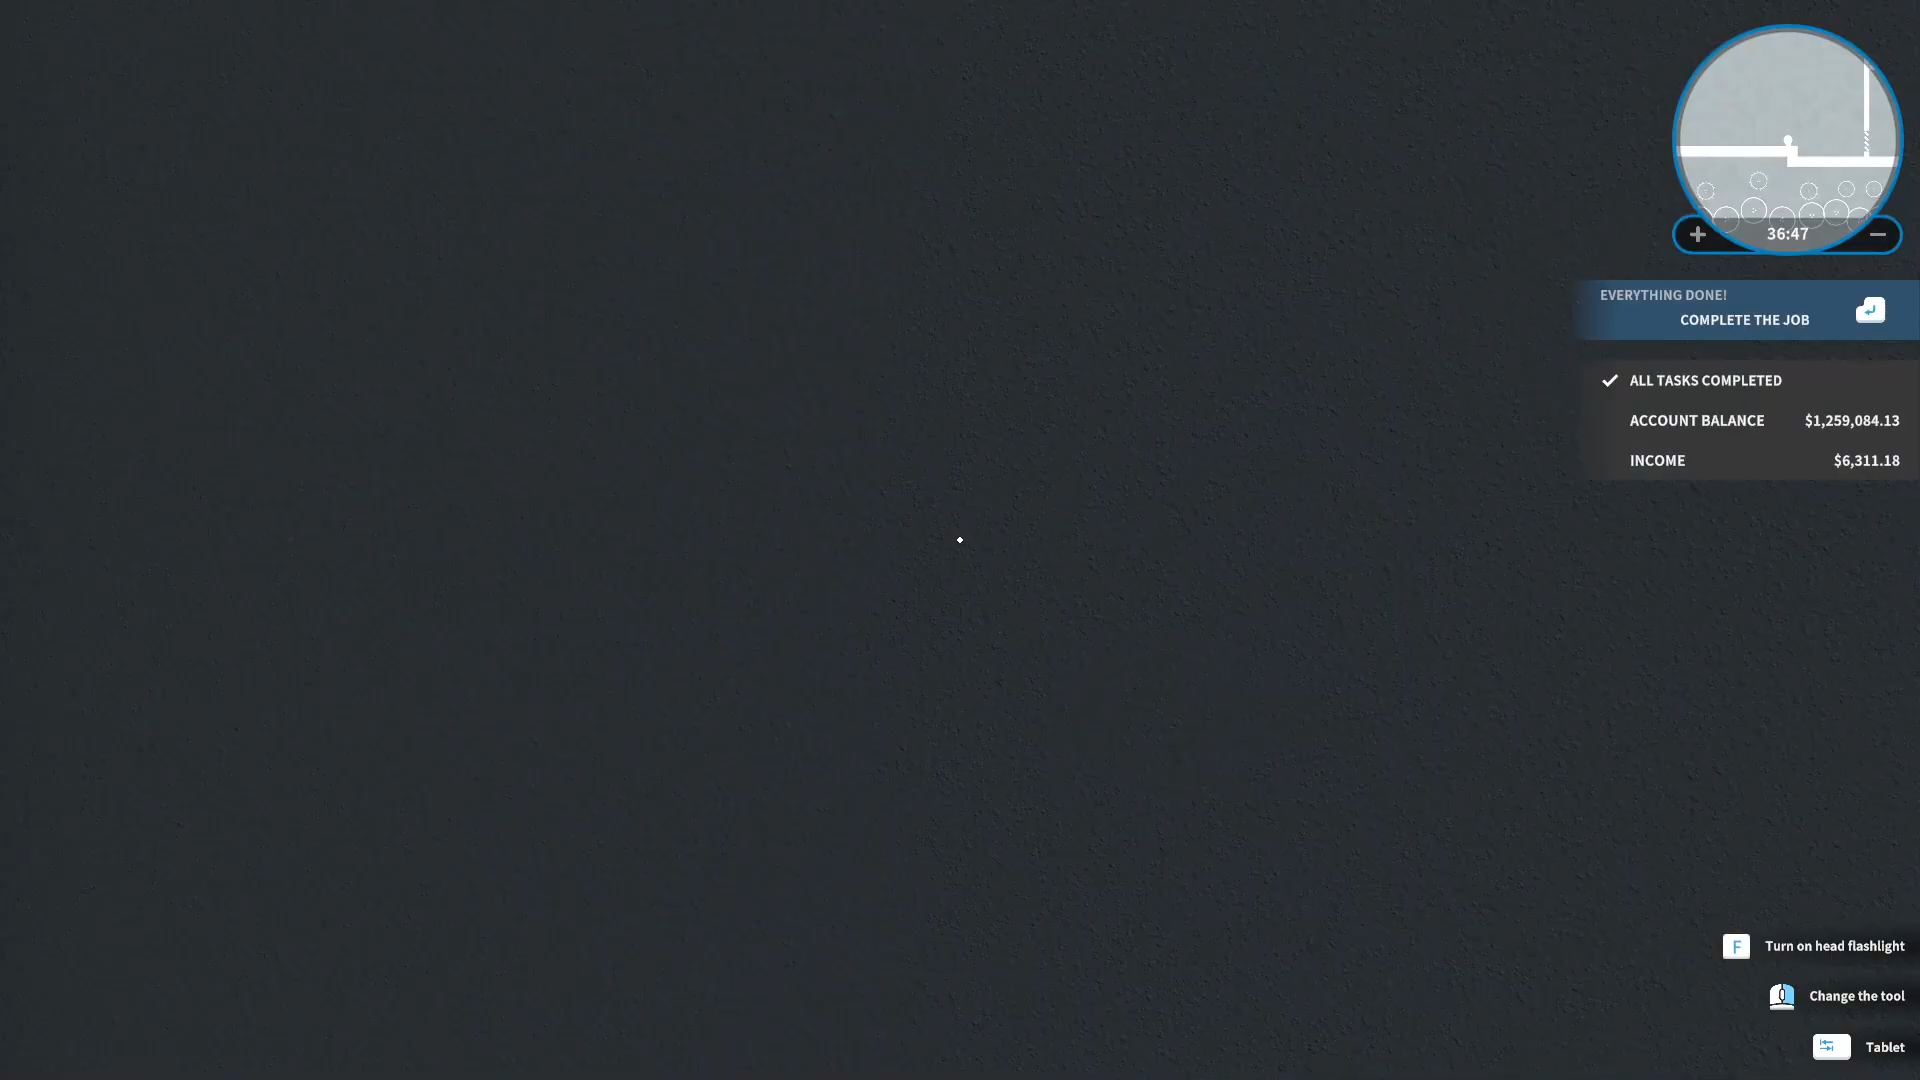 36:47
EVERYTHING DONE!
COMPLETE THE JOB
ALL TASKS COMPLETED
ACCOUNT BALANCE $1,259,084.13
INCOME $6,311.18
F Turn on head flashlight
Change the tool
Tablet